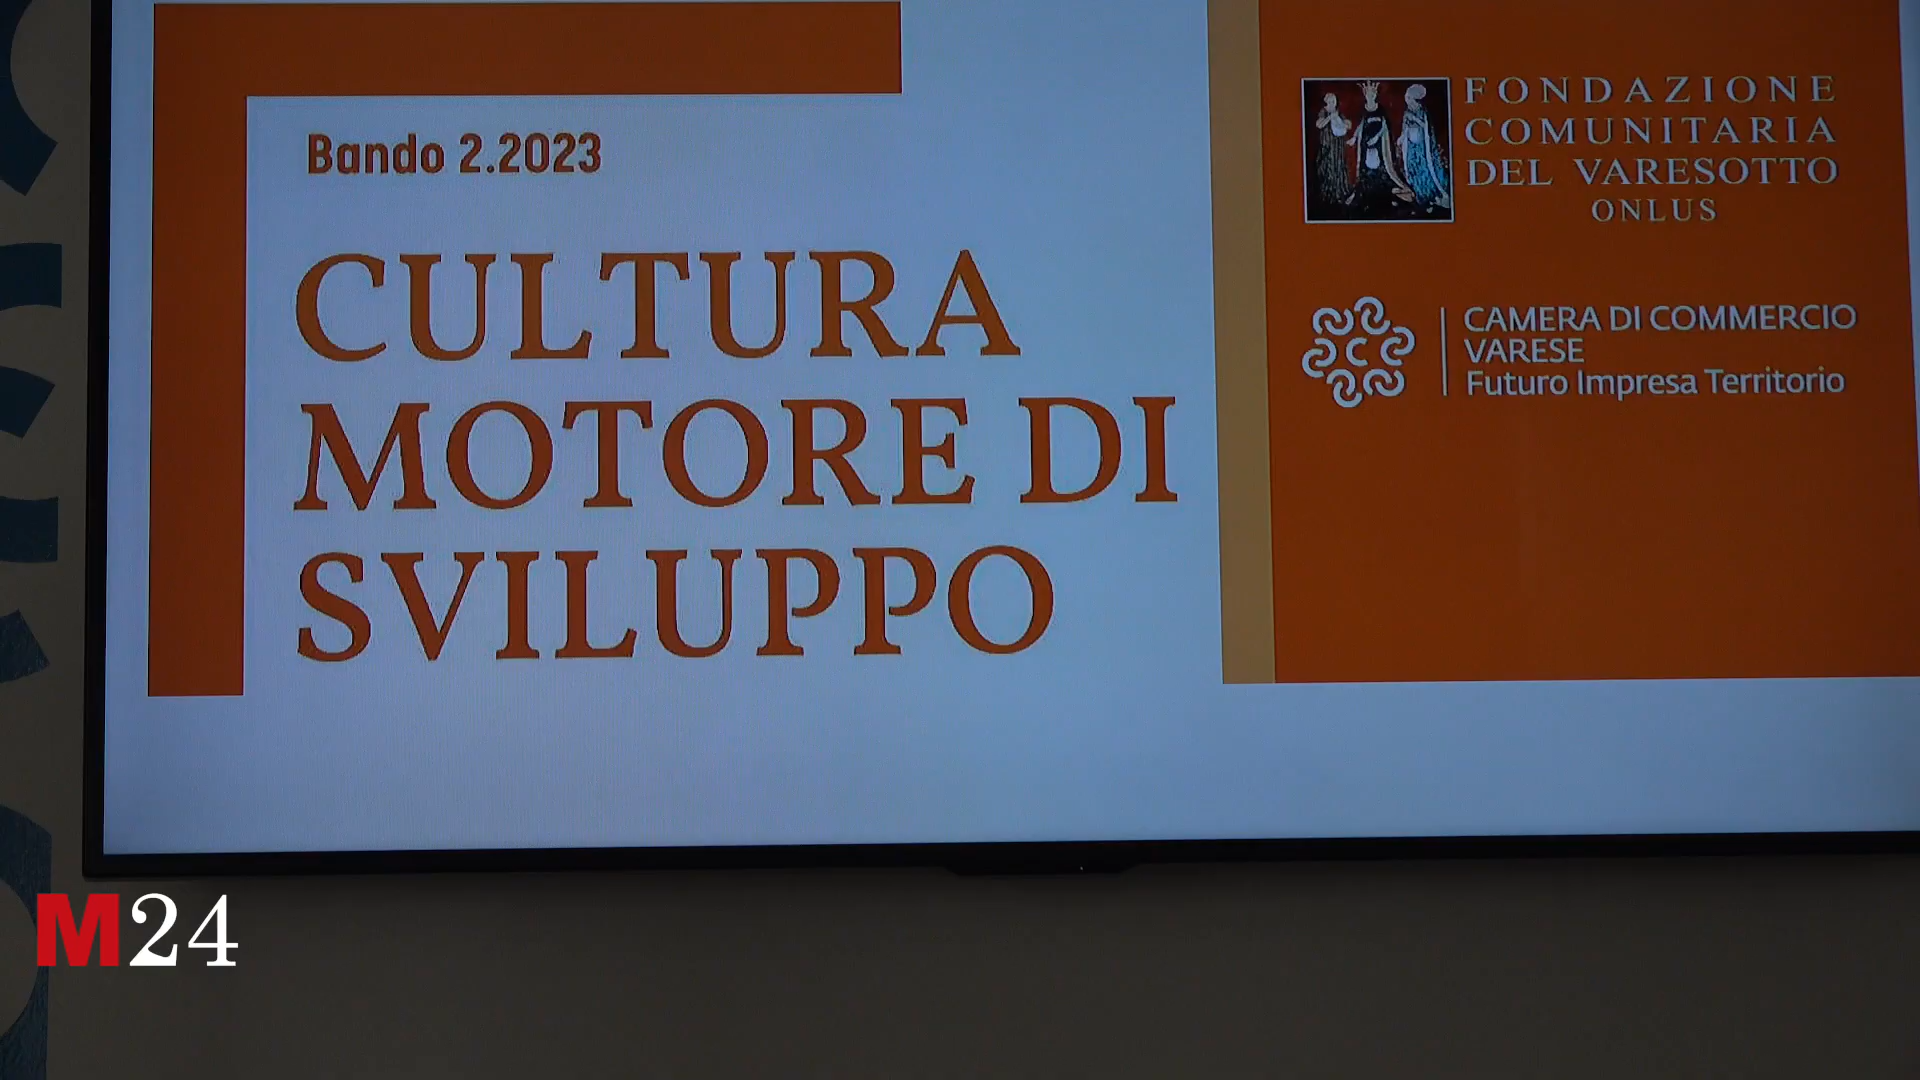 Bando 2.2023
CULTURA
MOTORE DI
SVILUPPO
FONDAZIONE
COMUNITARIA
DEL VARESOTTO
ONLUS
CAMERA DI COMMERCIO
VARESE
Futuro Impresa Territorio
M24